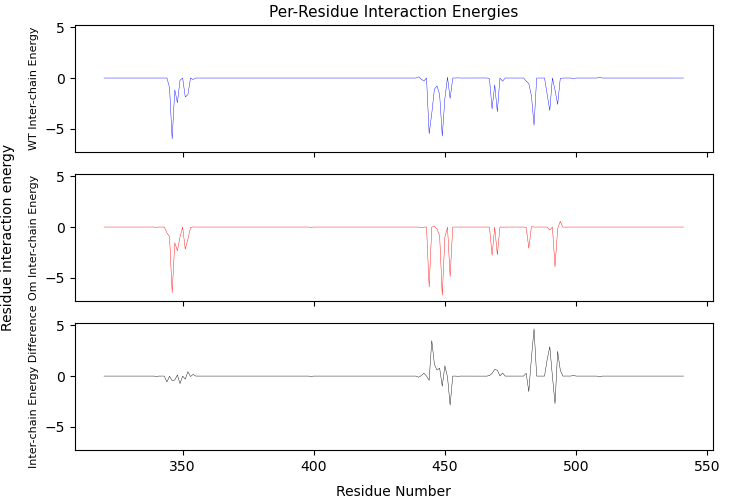 Per-Residue Interaction Energies
Residue interaction energy
WT Inter-chain Energy
5
0
−5
Om Inter-chain Energy
5
0
−5
Inter-chain Energy Difference
5
0
−5
350
400
450
500
550
Residue Number